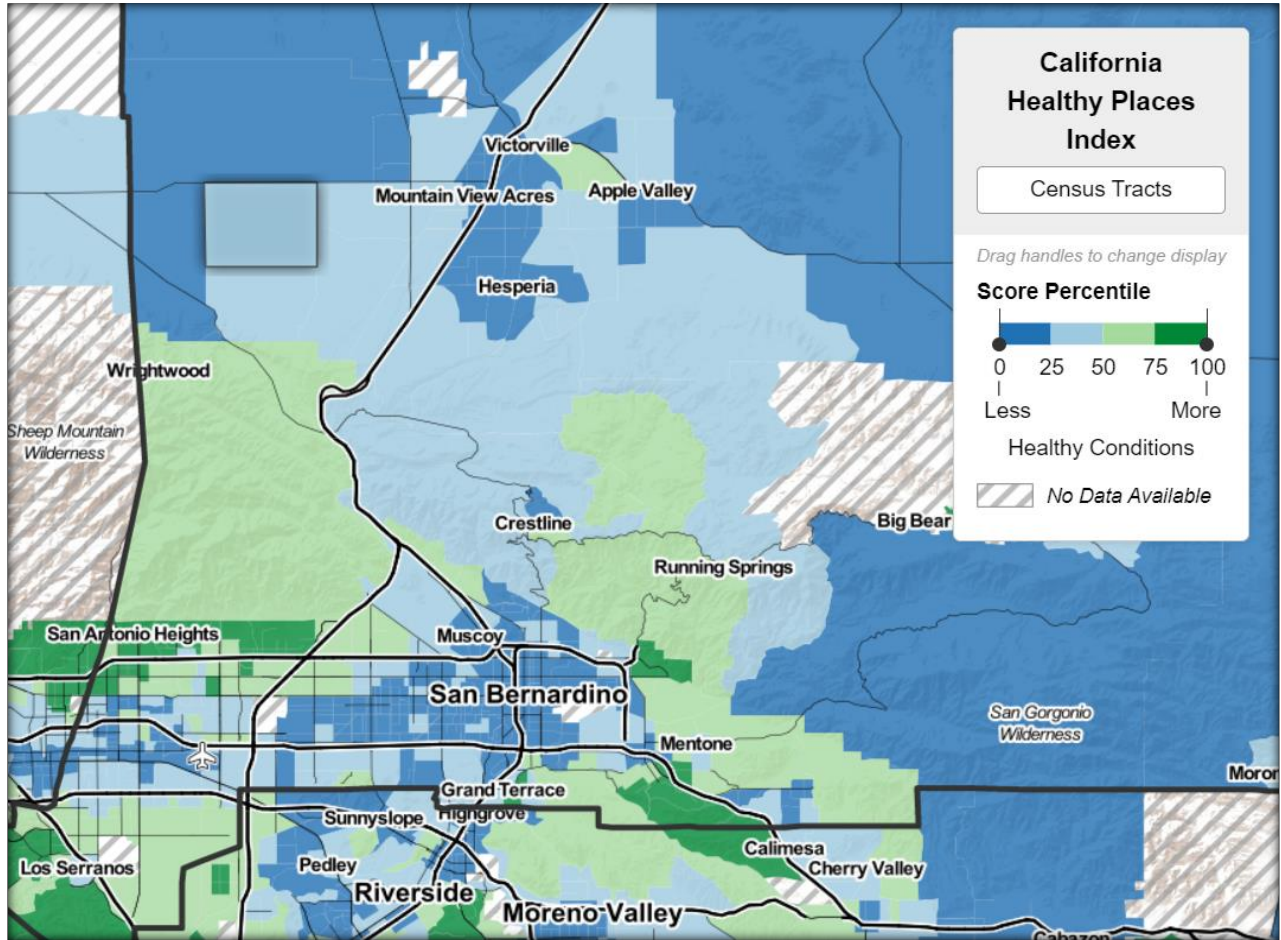 California
Healthy Places
Index
Census Tracts
Drag handles to change display
Score Percentile
0 25 50 75 100
Less More
Healthy Conditions
No Data Available
Victorville
Mountain View Acres
Apple Valley
Hesperia
Wrightwood
Sheep Mountain
Wilderness
Crestline
Big Bear
Running Springs
San Antonio Heights
Muscoy
San Bernardino
San Gorgonio
Wilderness
Mentone
Moron
Grand Terrace
Highgrove
Sunnyslope
Calimesa
Los Serranos
Pedley
Cherry Valley
Riverside
Moreno Valley
Cabazon